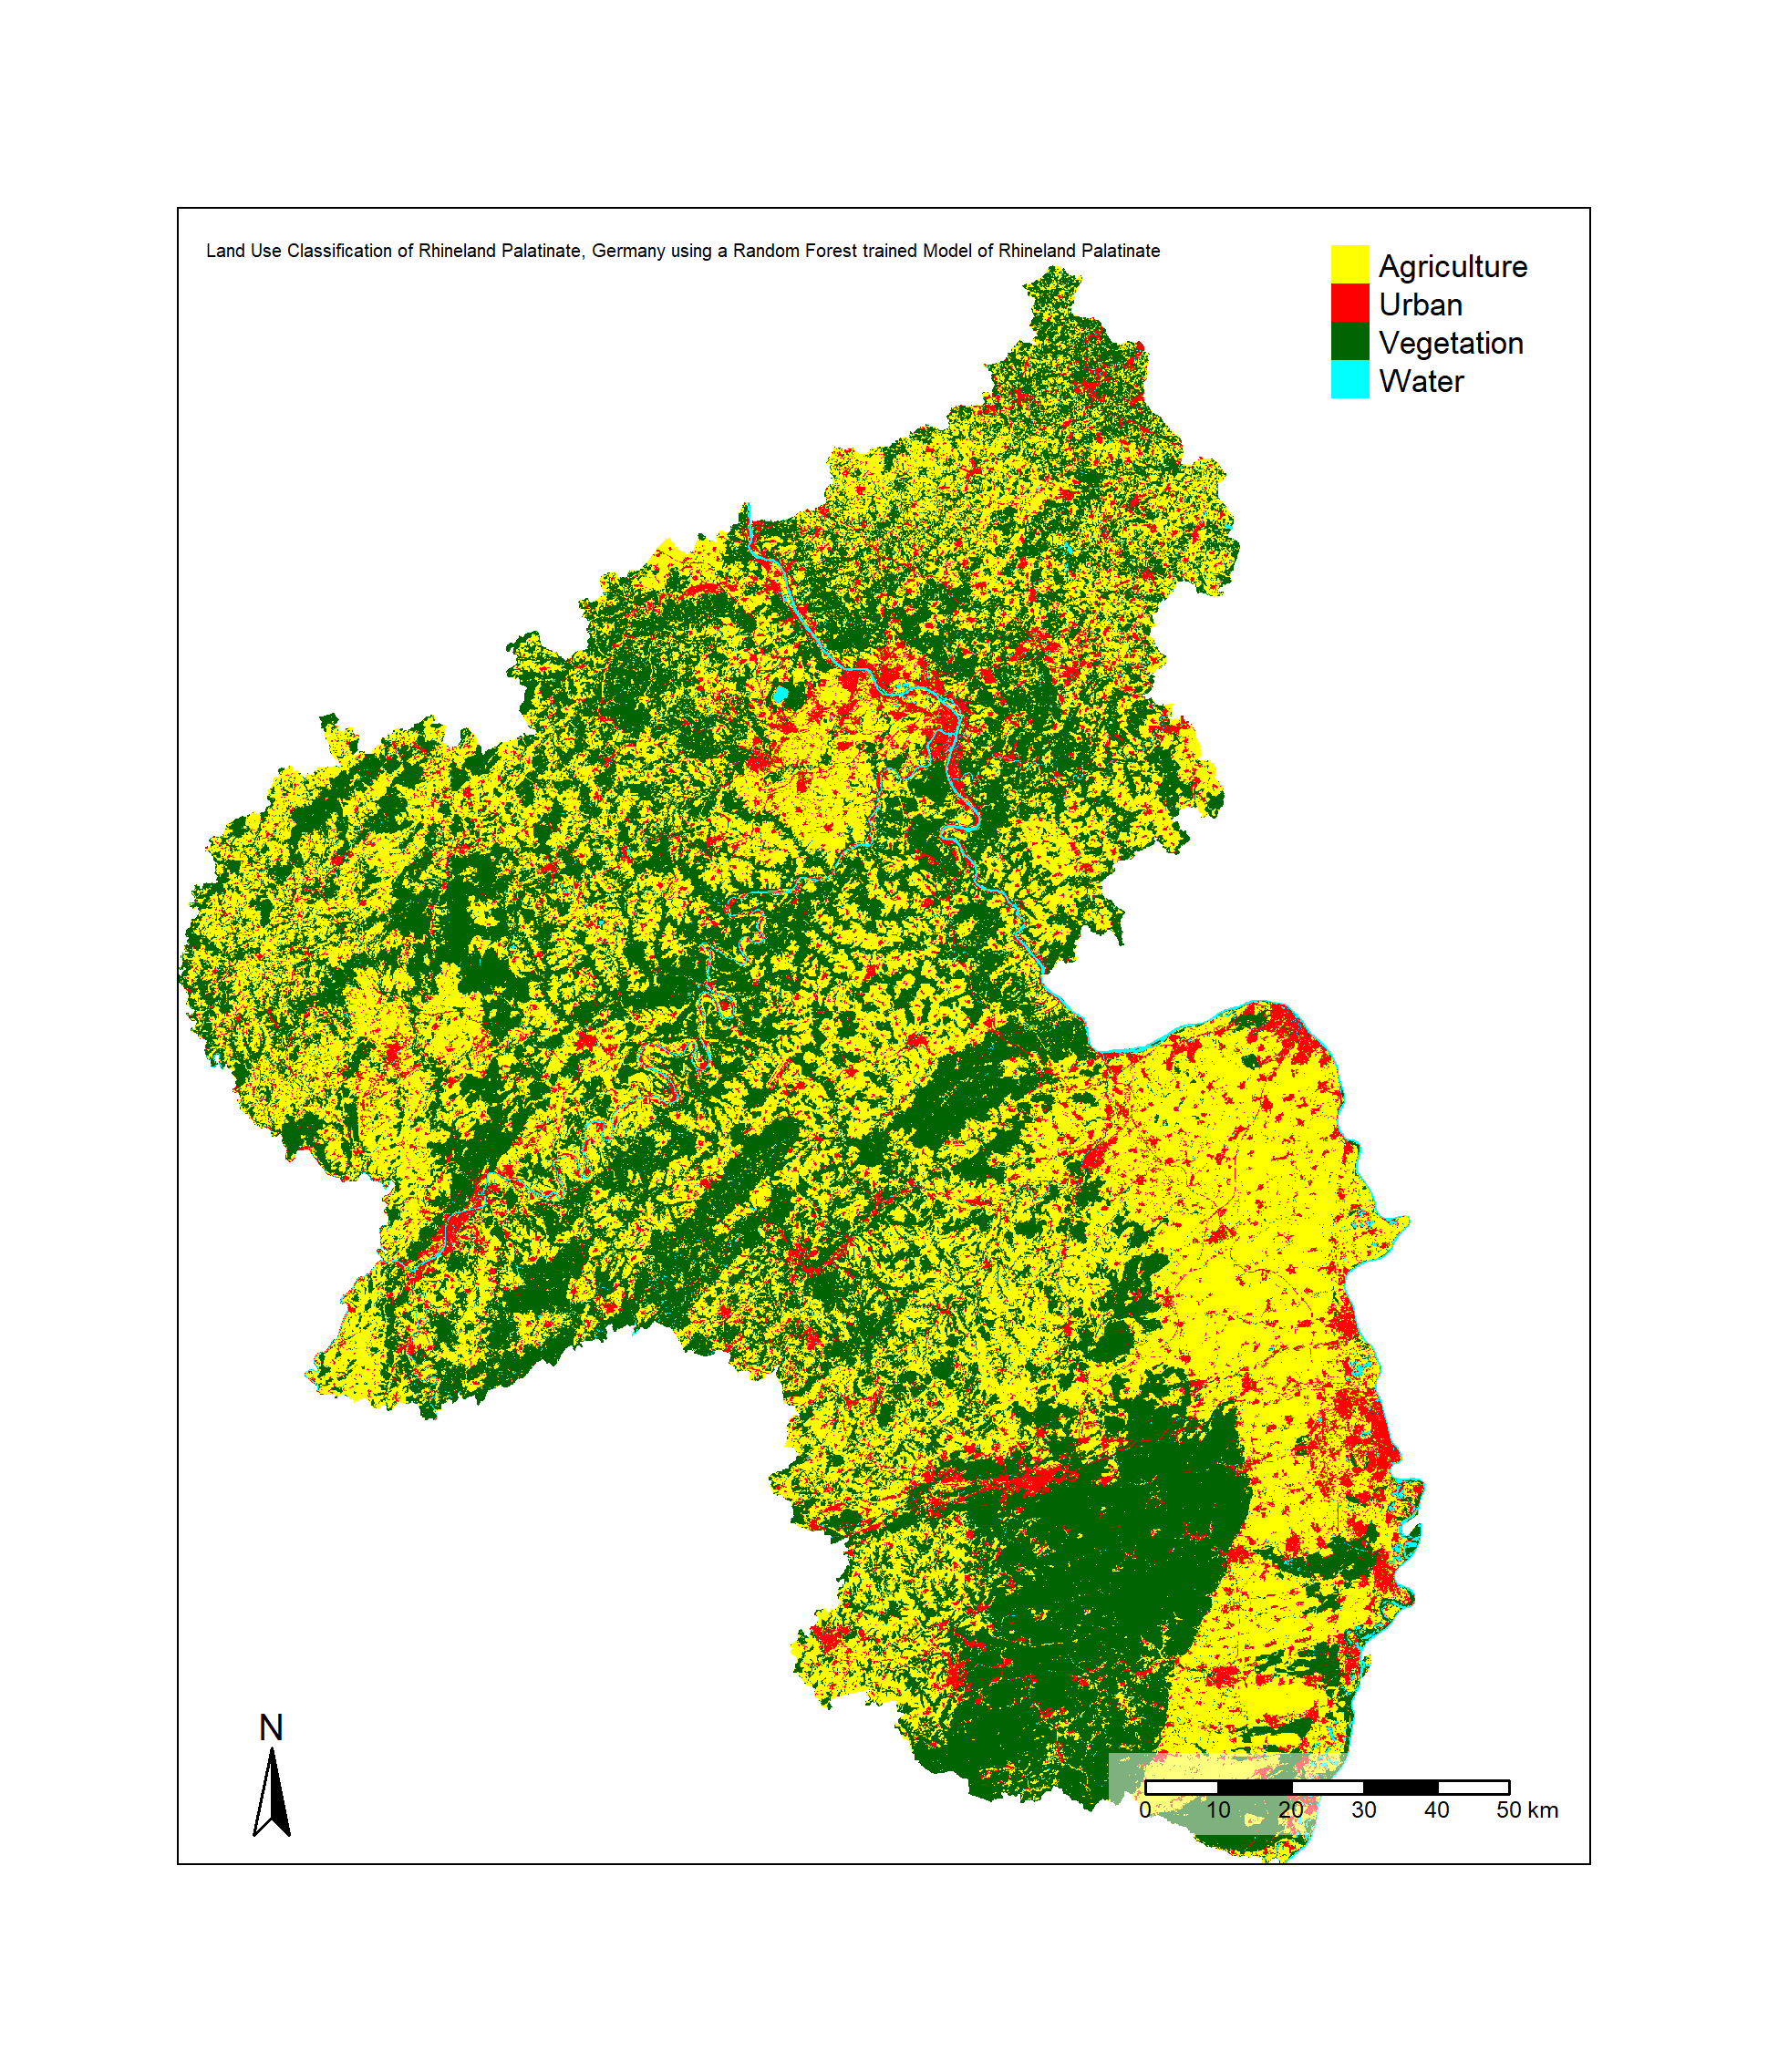 Land Use Classification of Rhineland Palatinate, Germany using a Random Forest trained Model of Rhineland Palatinate
Agriculture
Urban
Vegetation
Water
N
0 10 20 30 40 50 km